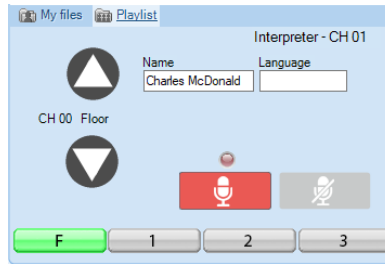 My files Playlist
Interpreter - CH 01
Name Language
Charles McDonald
CH 00 Floor
F 1 2 3